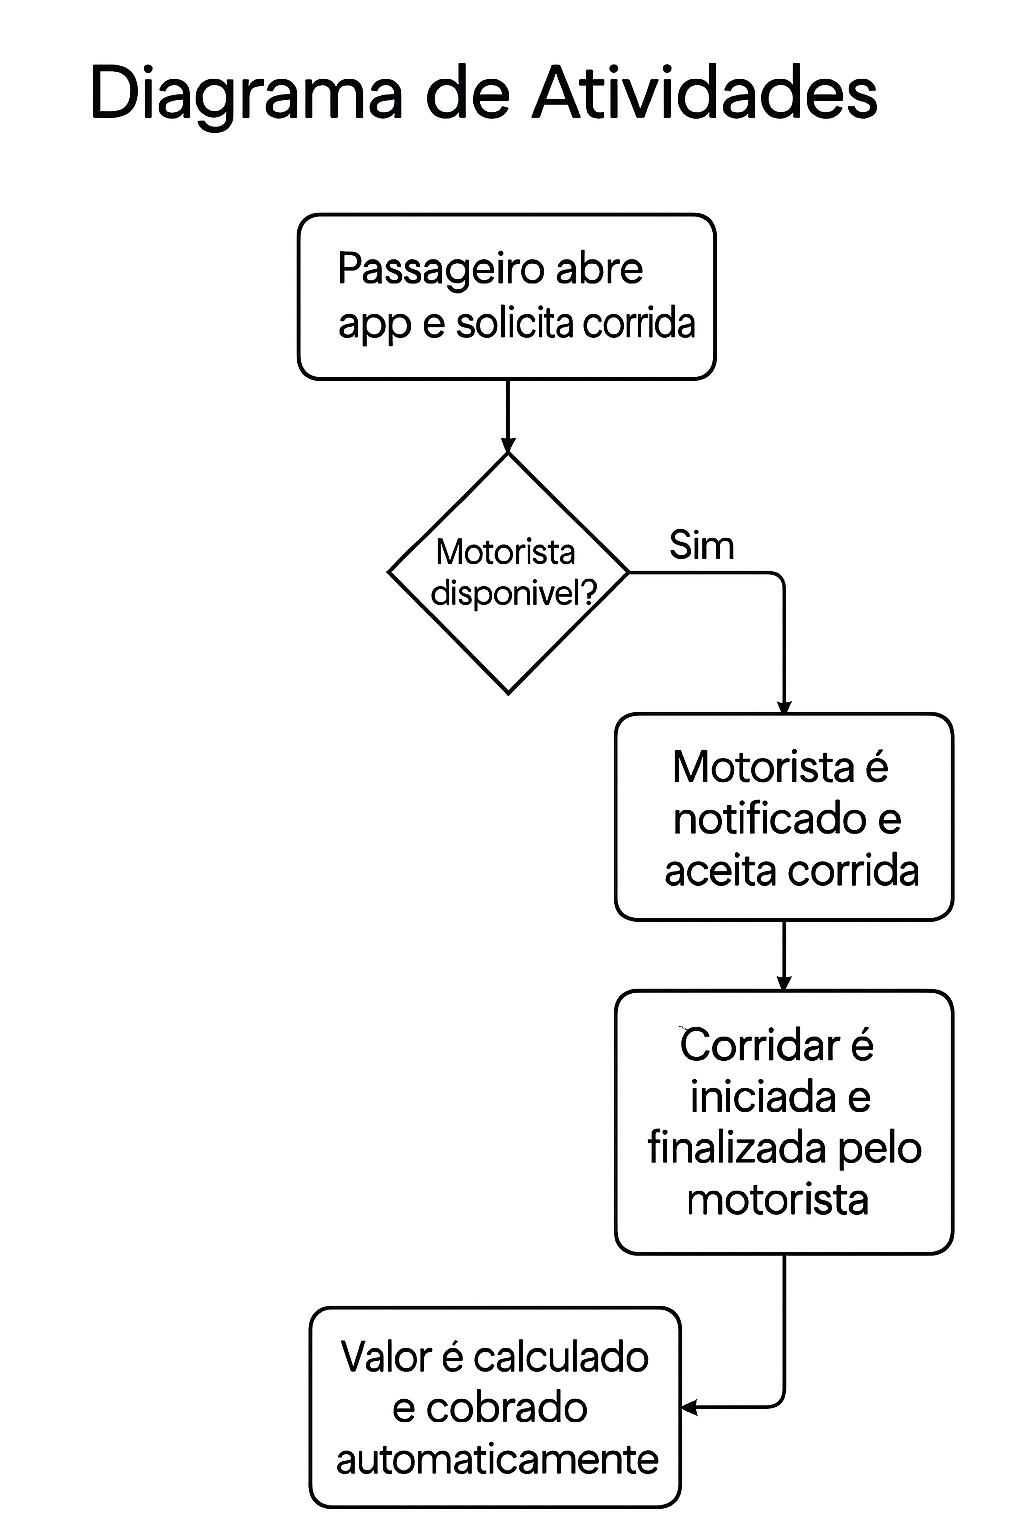 Diagrama de Atividades
Passageiro abre
app e solicita corrida
Motorista
disponivel?
Sim
Motorista é
notificado e
aceita corrida
Corridar é
iniciada e
finalizada pelo
motorista
Valor é calculado
e cobrado
automaticamente